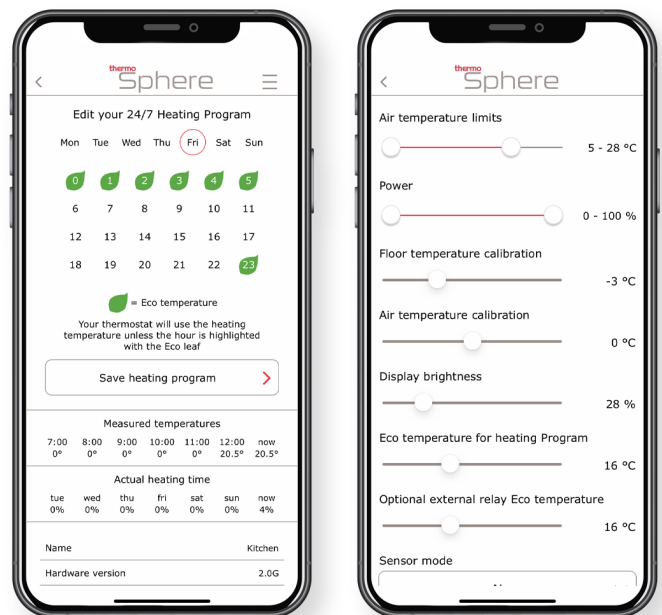 thermo
Sphere
Edit your 24/7 Heating Program
Mon Tue Wed Thu Fri Sat Sun
0 1 2 3 4 5
6 7 8 9 10 11
12 13 14 15 16 17
18 19 20 21 22 23
= Eco temperature
Your thermostat will use the heating
temperature unless the hour is highlighted
with the Eco leaf
Save heating program
Measured temperatures
7:00 8:00 9:00 10:00 11:00 12:00 now
0° 0° 0° 0° 0° 20.5° 20.5°
Actual heating time
tue wed thu fri sat sun now
0% 0% 0% 0% 0% 0% 4%
Name Kitchen
Hardware version 2.0G
thermo
Sphere
Air temperature limits
5 - 28 °C
Power
0 - 100 %
Floor temperature calibration
-3 °C
Air temperature calibration
0 °C
Display brightness
28 %
Eco temperature for heating Program
16 °C
Optional external relay Eco temperature
16 °C
Sensor mode